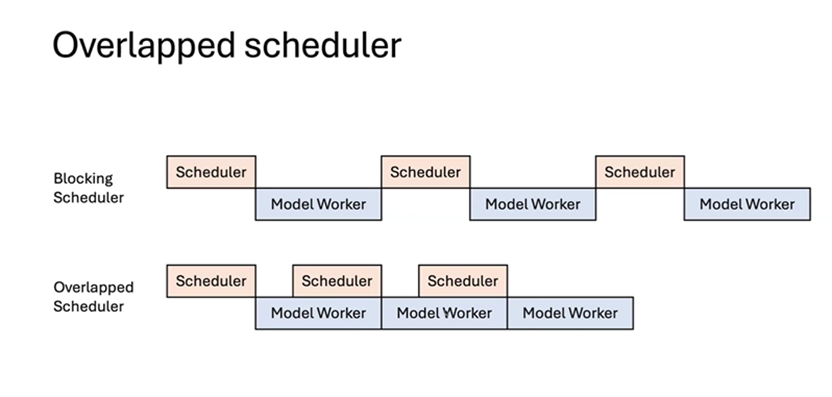 Overlapped scheduler
Blocking
Scheduler
Scheduler Scheduler Scheduler
Model Worker Model Worker Model Worker
Overlapped
Scheduler
Scheduler Scheduler Scheduler
Model Worker Model Worker Model Worker